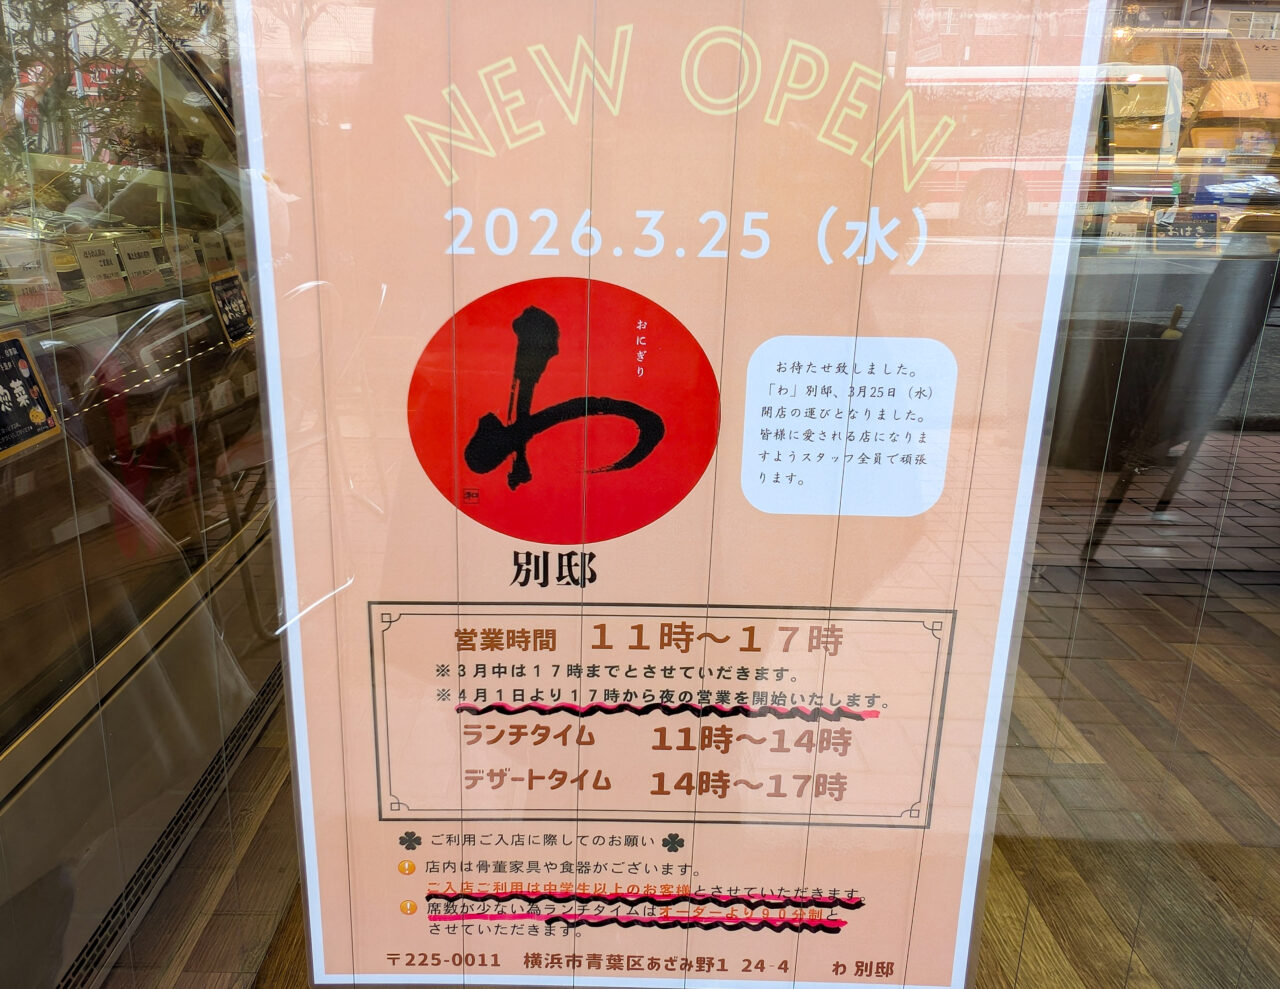 NEW OPEN
2026.3.25（水）
おにぎり
わ
別邸
お待たせ致しました。
「わ」別邸、3月25日（水）
開店の運びとなりました。
皆様に愛される店になりま
すようスタッフ全員で頑張
ります。
営業時間 １１時～１７時
※３月中は１７時までとさせていだきます。
※４月１日より１７時から夜の営業を開始いたします。
ランチタイム 11時～14時
デザートタイム 14時～17時
ご利用ご入店に際してのお願い
店内は骨董家具や食器がございます。
ご入店ご利用は中学生以上のお客様とさせていただきます。
席数が少ない為ランチタイムはオーダーより９０分制と
させていただきます。
〒225-0011 横浜市青葉区あざみ野1 24-4 わ 別邸
おはぎ
惣菜